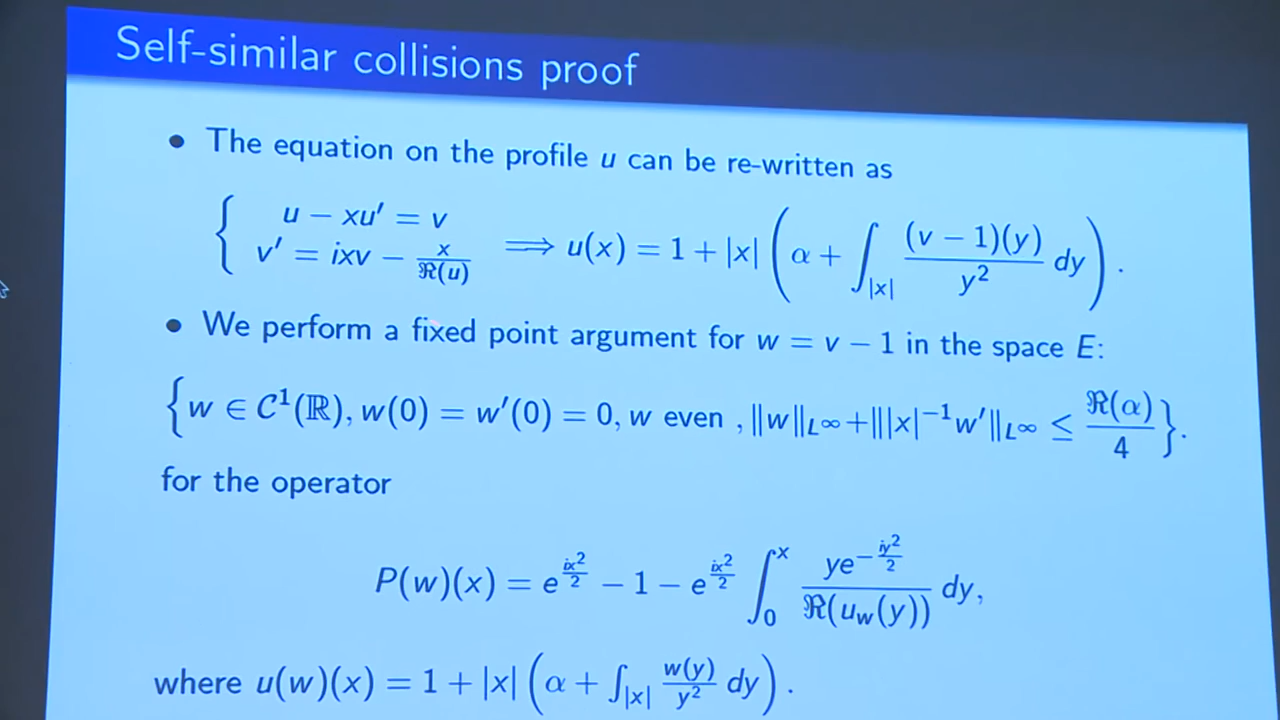 Self-similar collisions proof
• The equation on the profile u can be re-written as
{ u − xu′ = v
v′ = ixv − x/ℜ(u) ⟹ u(x) = 1 + |x| ( α + ∫_{|x|} (v − 1)(y)/y² dy ) .
• We perform a fixed point argument for w = v − 1 in the space E:
{ w ∈ C¹(ℝ), w(0) = w′(0) = 0, w even , ‖w‖_{L∞} + ‖|x|⁻¹w′‖_{L∞} ≤ ℜ(α)/4 }.
for the operator
P(w)(x) = e^{ix²/2} − 1 − e^{ix²/2} ∫₀ˣ ye^{−iy²/2}/ℜ(u_w(y)) dy,
where u(w)(x) = 1 + |x| ( α + ∫_{|x|} w(y)/y² dy ) .